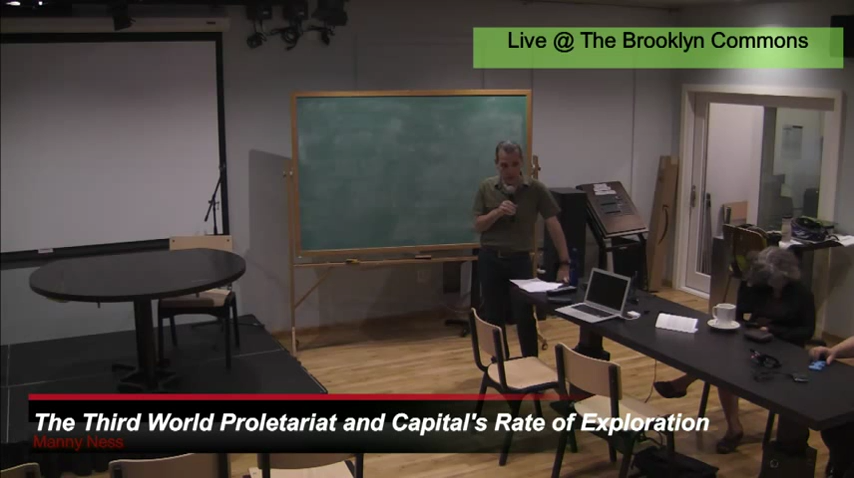 Live @ The Brooklyn Commons
The Third World Proletariat and Capital's Rate of Exploration
Manny Ness